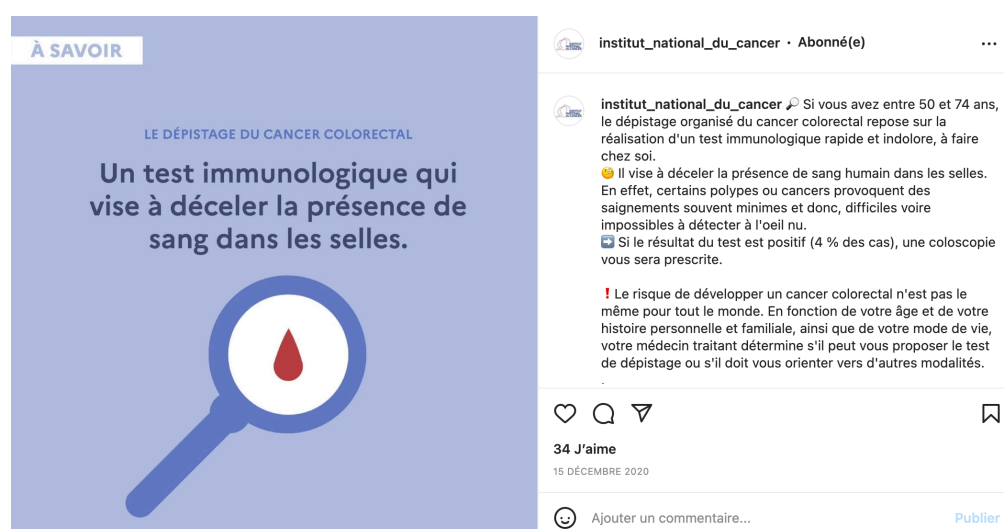 À SAVOIR
LE DÉPISTAGE DU CANCER COLORECTAL
Un test immunologique qui
vise à déceler la présence de
sang dans les selles.
institut_national_du_cancer · Abonné(e)
institut_national_du_cancer 🔎 Si vous avez entre 50 et 74 ans,
le dépistage organisé du cancer colorectal repose sur la
réalisation d'un test immunologique rapide et indolore, à faire
chez soi.
🧐 Il vise à déceler la présence de sang humain dans les selles.
En effet, certains polypes ou cancers provoquent des
saignements souvent minimes et donc, difficiles voire
impossibles à détecter à l'oeil nu.
➡️ Si le résultat du test est positif (4 % des cas), une coloscopie
vous sera prescrite.
❗ Le risque de développer un cancer colorectal n'est pas le
même pour tout le monde. En fonction de votre âge et de votre
histoire personnelle et familiale, ainsi que de votre mode de vie,
votre médecin traitant détermine s'il peut vous proposer le test
de dépistage ou s'il doit vous orienter vers d'autres modalités.
.
34 J'aime
15 DÉCEMBRE 2020
Ajouter un commentaire...
Publier